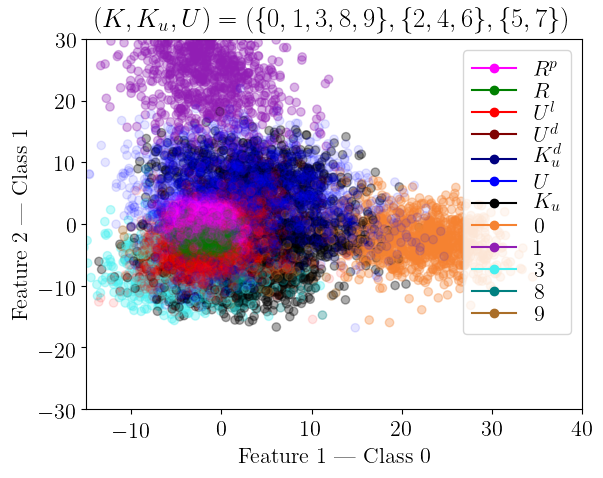 (K, K_u, U) = ({0, 1, 3, 8, 9}, {2, 4, 6}, {5, 7})
30
20
10
0
−10
−20
−30
Feature 2 — Class 1
R^p
R
U^l
U^d
K_u^d
U
K_u
0
1
3
8
9
−10
0
10
20
30
40
Feature 1 — Class 0